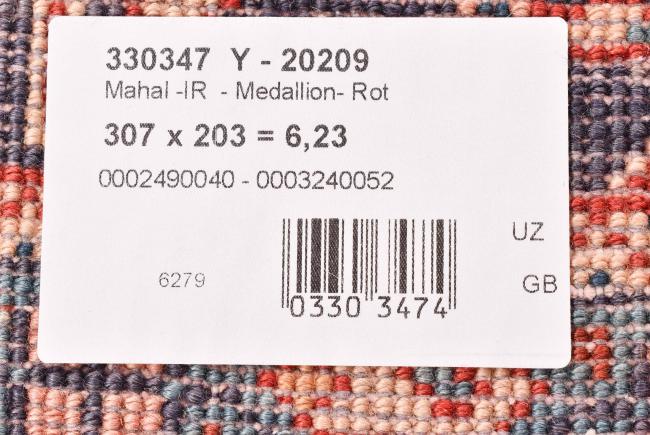 330347 Y - 20209
Mahal -IR - Medallion- Rot
307 x 203 = 6,23
0002490040 - 0003240052
UZ
6279
GB
0330 3474